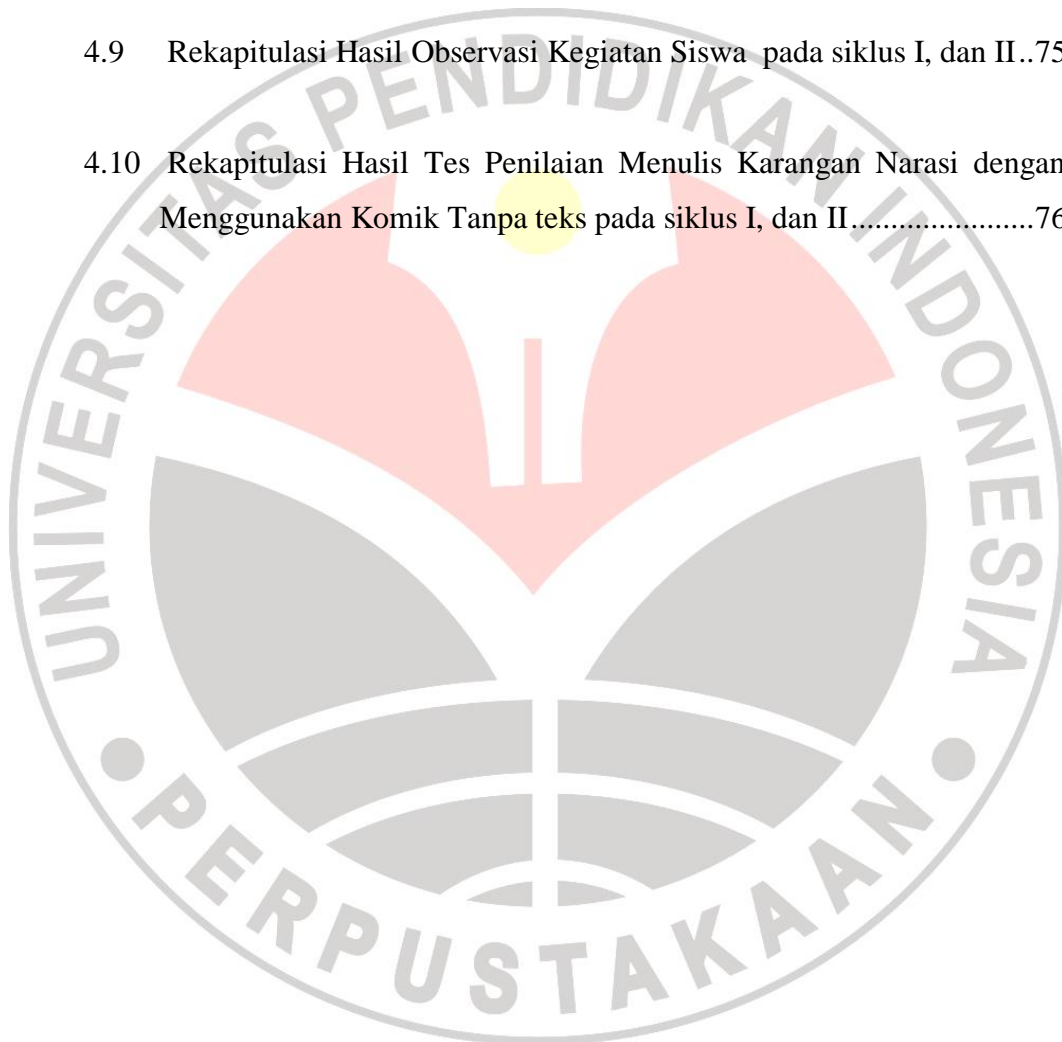 4.9 Rekapitulasi Hasil Observasi Kegiatan Siswa pada siklus I, dan II..75
4.10 Rekapitulasi Hasil Tes Penilaian Menulis Karangan Narasi dengan
Menggunakan Komik Tanpa teks pada siklus I, dan II.......................76
UNIVERSITAS PENDIDIKAN INDONESIA
PERPUSTAKAAN